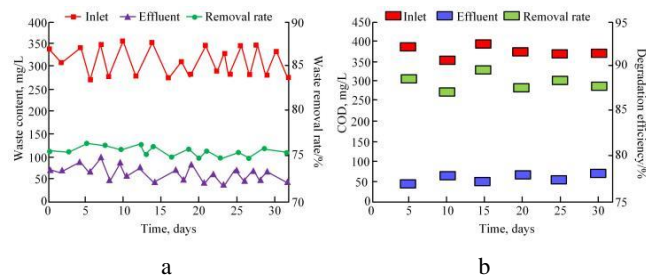 Inlet Effluent Removal rate
Waste content, mg/L
400
350
300
250
200
150
100
50
0
90
85
80
75
70
Waste removal rate/%
0 5 10 15 20 25 30
Time, days
a
Inlet Effluent Removal rate
COD, mg/L
450
400
350
300
250
200
150
100
50
0
95
90
85
80
75
Degradation efficiency/%
0 5 10 15 20 25 30
Time, days
b